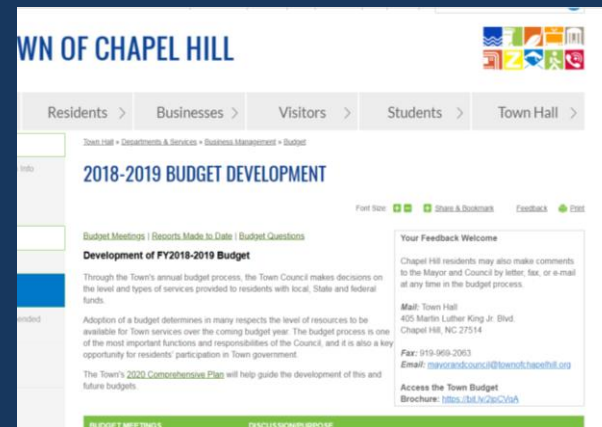 WN OF CHAPEL HILL
Residents > Businesses > Visitors > Students > Town Hall >
Town Hall » Departments & Services » Business Management » Budget
Info
2018-2019 BUDGET DEVELOPMENT
Font Size: + - + Share & Bookmark Feedback Print
Budget Meetings | Reports Made to Date | Budget Questions
Development of FY2018-2019 Budget
Through the Town's annual budget process, the Town Council makes decisions on
the level and types of services provided to residents with local, State and federal
funds.
ended
Adoption of a budget determines in many respects the level of resources to be
available for Town services over the coming budget year. The budget process is one
of the most important functions and responsibilities of the Council, and it is also a key
opportunity for residents' participation in Town government.
The Town's 2020 Comprehensive Plan will help guide the development of this and
future budgets.
Your Feedback Welcome
Chapel Hill residents may also make comments
to the Mayor and Council by letter, fax, or e-mail
at any time in the budget process.
Mail: Town Hall
405 Martin Luther King Jr. Blvd.
Chapel Hill, NC 27514
Fax: 919-969-2063
Email: mayorandcouncil@townofchapelhill.org
Access the Town Budget
Brochure: https://bit.ly/2pCVsA
BUDGET MEETINGS DISCUSSION/PURPOSE